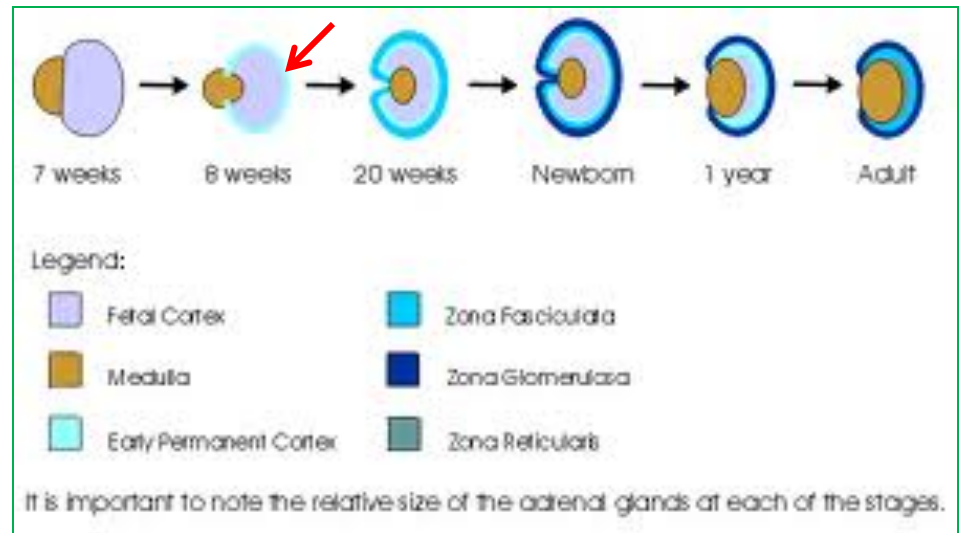 7 weeks 8 weeks 20 weeks Newborn 1 year Adult
Legend:
Fetal Cortex Zona Fasciculata
Medulla Zona Glomerulosa
Early Permanent Cortex Zona Reticularis
It is important to note the relative size of the adrenal glands at each of the stages.